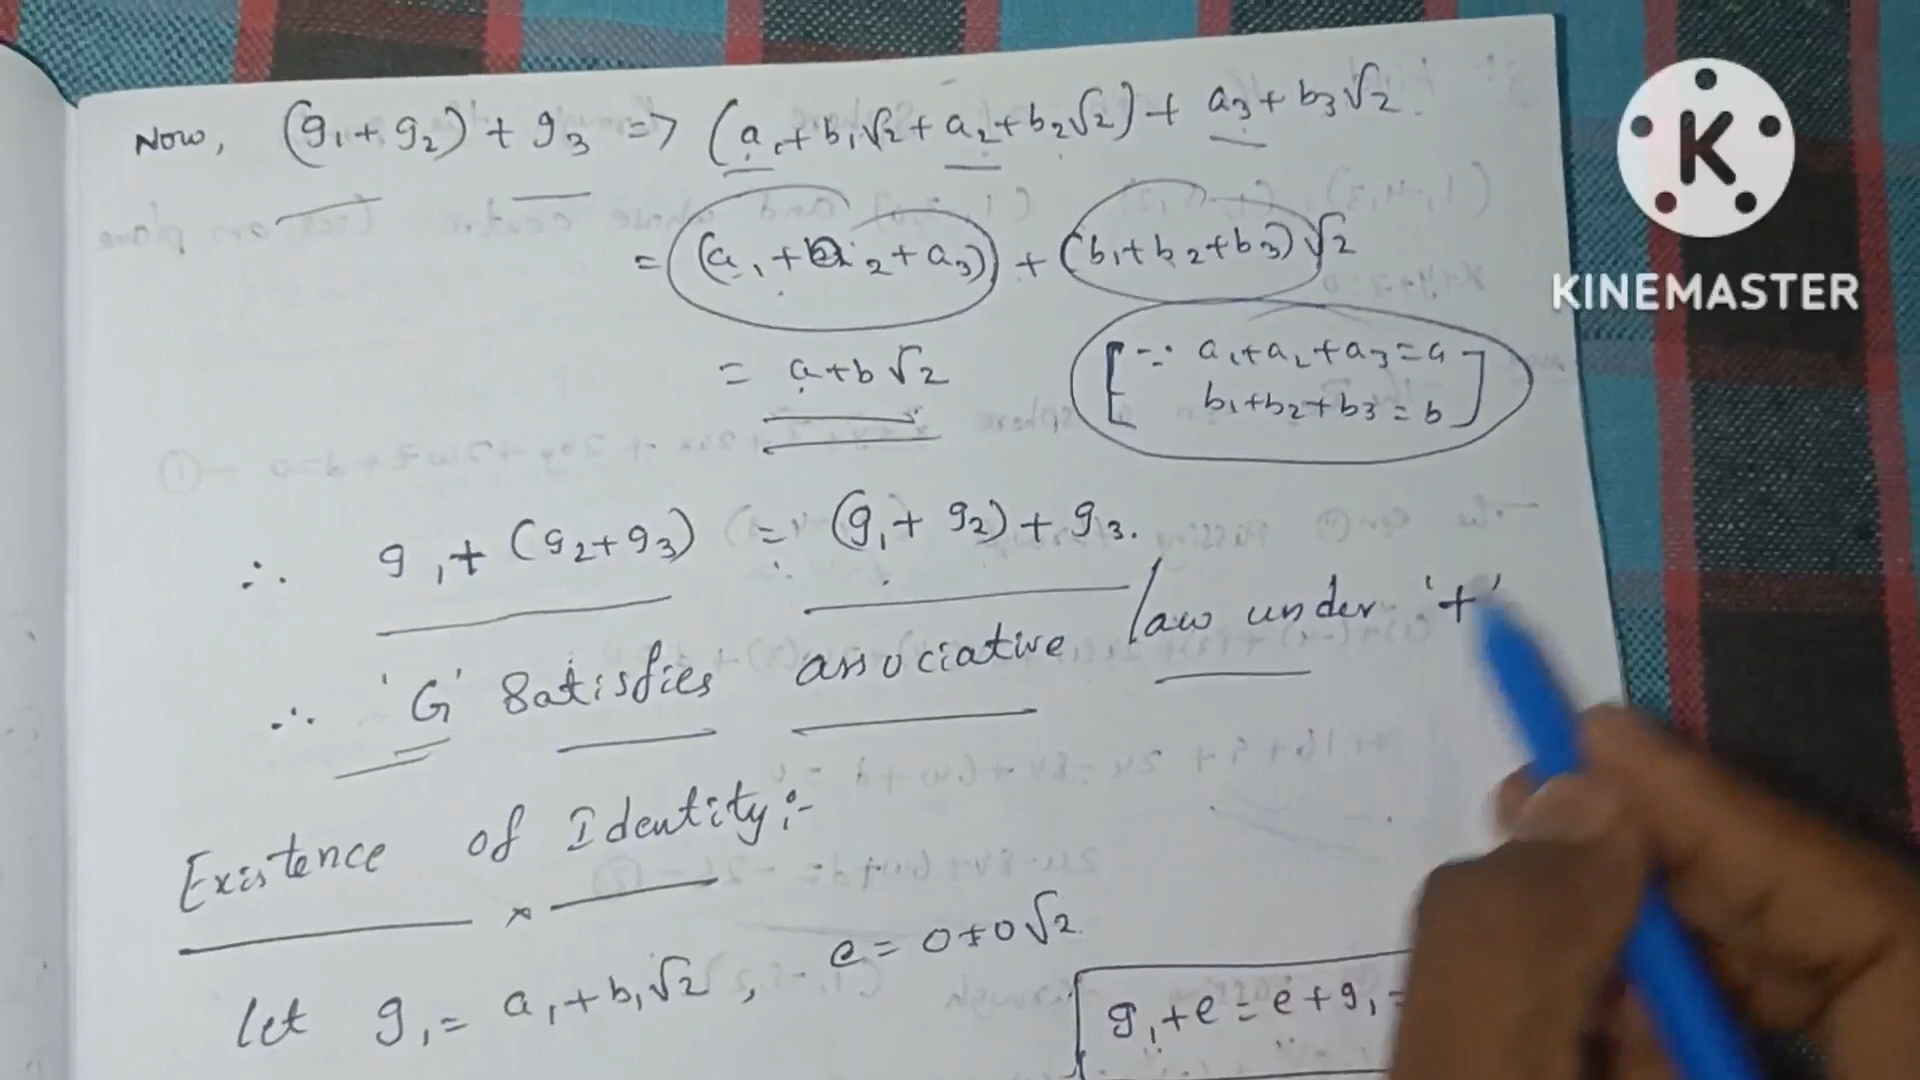 Now, (g₁+g₂)+g₃ => (a₁+b₁√2+a₂+b₂√2)+a₃+b₃√2.
= (a₁+a₂+a₃)+(b₁+b₂+b₃)√2
= a+b√2 [∵ a₁+a₂+a₃=a
b₁+b₂+b₃=b]
∴ g₁+(g₂+g₃) = (g₁+g₂)+g₃.
∴ 'G' Satisfies associative law under '+'
Existence of Identity:-
Let g₁= a₁+b₁√2, e=0+0√2
g₁+e=e+g₁=
K
KINEMASTER